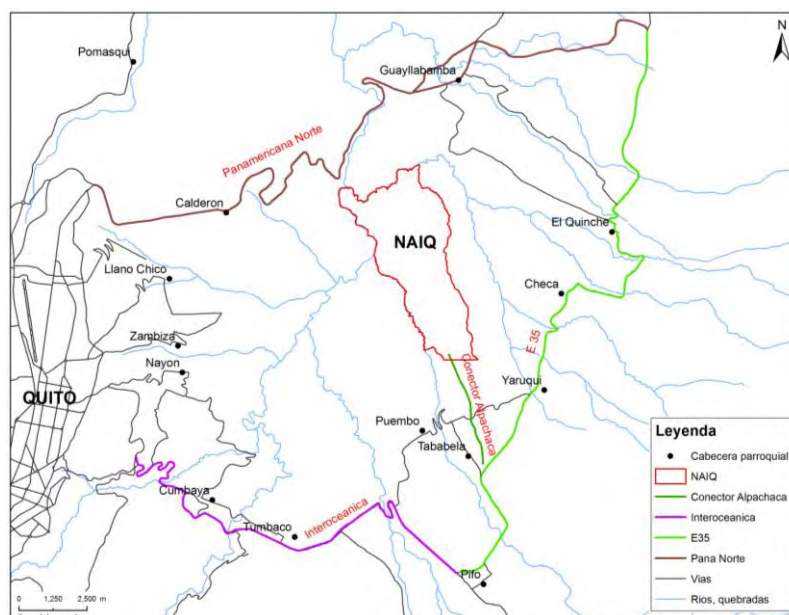 Pomasqui
N
Guayllabamba
Panamericana Norte
Calderon
NAIQ
El Quinche
Llano Chico
Checa
Zambiza
E 35
Nayon
Conector Alpachaca
QUITO
Yaruqui
Puembo
Tababela
Cumbaya
Interoceanica
Tumbaco
Pifo
0 1,250 2,500 m
Leyenda
Cabecera parroquial
NAIQ
Conector Alpachaca
Interoceanica
E35
Pana Norte
Vias
Rios, quebradas